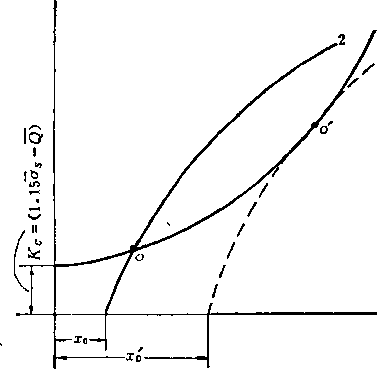 2
O'
O
K_c = (1.15σ̄_s − Q̄)
x_0
x_0'